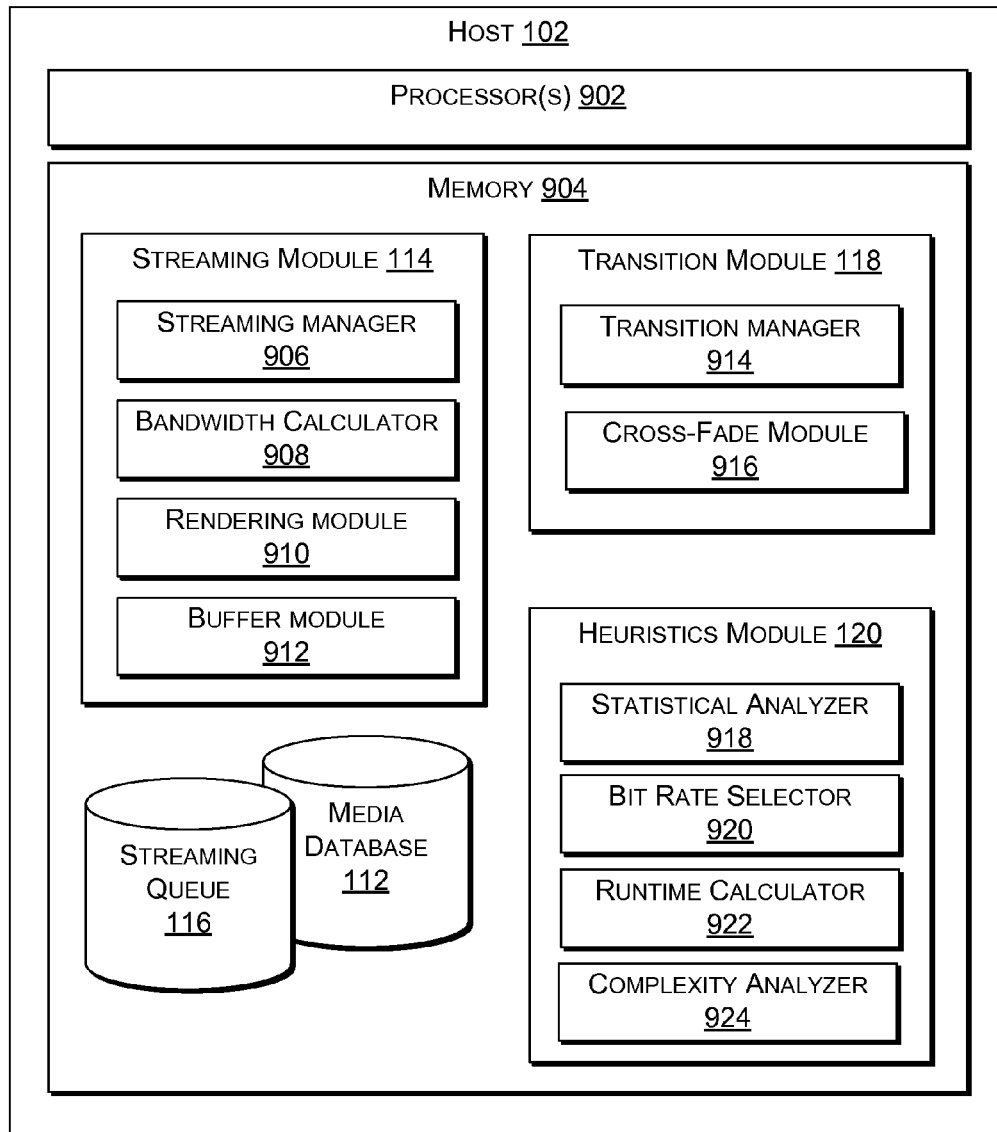 HOST 102
PROCESSOR(S) 902
MEMORY 904
STREAMING MODULE 114
STREAMING MANAGER
906
BANDWIDTH CALCULATOR
908
RENDERING MODULE
910
BUFFER MODULE
912
TRANSITION MODULE 118
TRANSITION MANAGER
914
CROSS-FADE MODULE
916
HEURISTICS MODULE 120
STATISTICAL ANALYZER
918
BIT RATE SELECTOR
920
RUNTIME CALCULATOR
922
COMPLEXITY ANALYZER
924
STREAMING
QUEUE
116
MEDIA
DATABASE
112